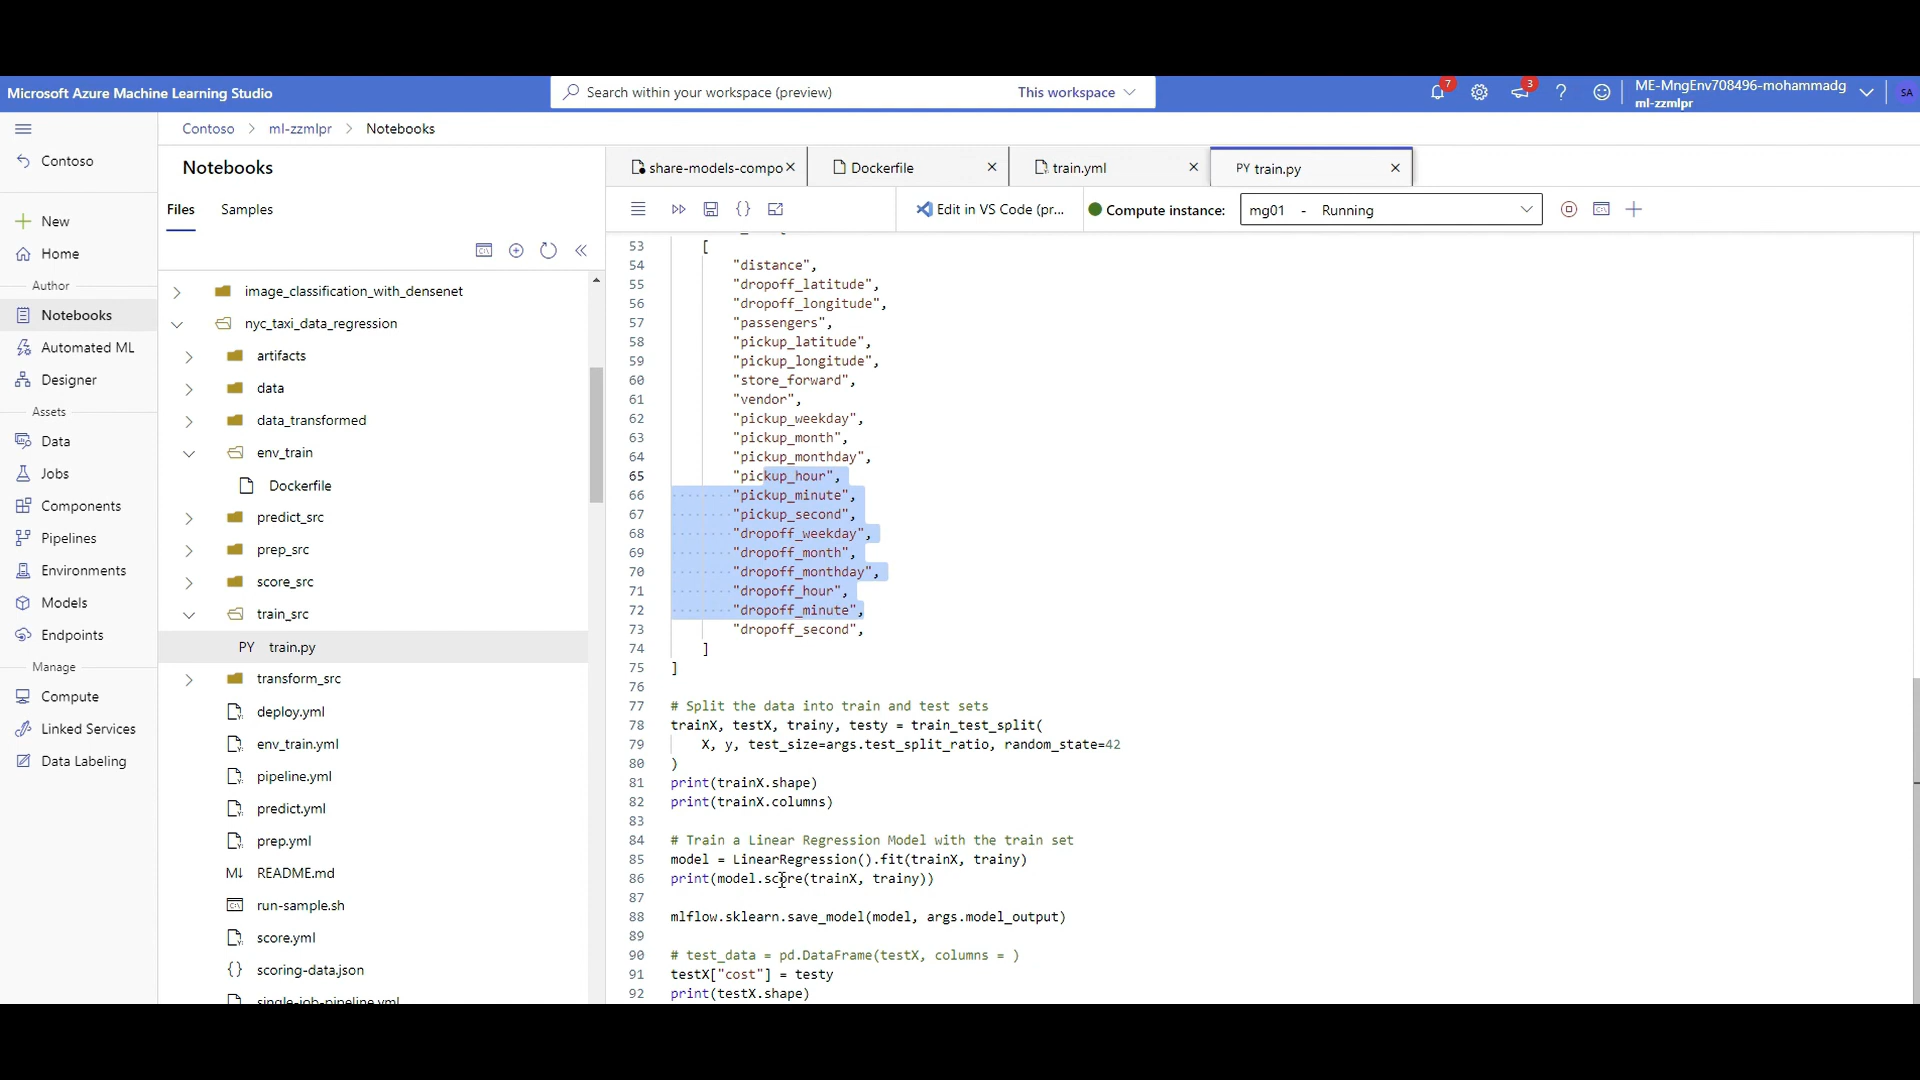 Microsoft Azure Machine Learning Studio
Search within your workspace (preview)
This workspace
7
3
ME-MngEnv708496-mohammadg
ml-zzmlpr
SA
Contoso
New
Home
Author
Notebooks
Automated ML
Designer
Assets
Data
Jobs
Components
Pipelines
Environments
Models
Endpoints
Manage
Compute
Linked Services
Data Labeling
Contoso > ml-zzmlpr > Notebooks
Notebooks
Files Samples
image_classification_with_densenet
nyc_taxi_data_regression
artifacts
data
data_transformed
env_train
Dockerfile
predict_src
prep_src
score_src
train_src
PY train.py
transform_src
deploy.yml
env_train.yml
pipeline.yml
predict.yml
prep.yml
M↓ README.md
run-sample.sh
score.yml
{} scoring-data.json
single-job-pipeline.yml
share-models-compo
Dockerfile
train.yml
PY train.py
Edit in VS Code (pr...
Compute instance:
mg01 - Running
53 [
54 "distance",
55 "dropoff_latitude",
56 "dropoff_longitude",
57 "passengers",
58 "pickup_latitude",
59 "pickup_longitude",
60 "store_forward",
61 "vendor",
62 "pickup_weekday",
63 "pickup_month",
64 "pickup_monthday",
65 "pickup_hour",
66 "pickup_minute",
67 "pickup_second",
68 "dropoff_weekday",
69 "dropoff_month",
70 "dropoff_monthday",
71 "dropoff_hour",
72 "dropoff_minute",
73 "dropoff_second",
74 ]
75 ]
76
77 # Split the data into train and test sets
78 trainX, testX, trainy, testy = train_test_split(
79 X, y, test_size=args.test_split_ratio, random_state=42
80 )
81 print(trainX.shape)
82 print(trainX.columns)
83
84 # Train a Linear Regression Model with the train set
85 model = LinearRegression().fit(trainX, trainy)
86 print(model.score(trainX, trainy))
87
88 mlflow.sklearn.save_model(model, args.model_output)
89
90 # test_data = pd.DataFrame(testX, columns = )
91 testX["cost"] = testy
92 print(testX.shape)